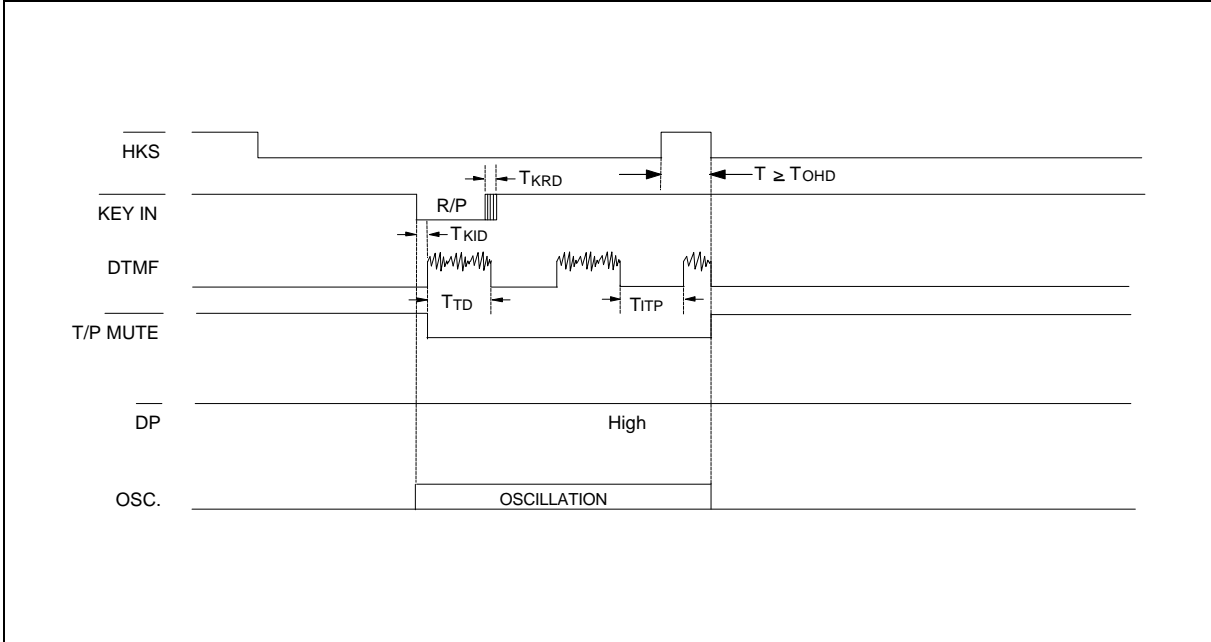 HKS
T ≥ TOHD
TKRD
KEY IN
R/P
TKID
DTMF
TTD
TITP
T/P MUTE
DP
High
OSC.
OSCILLATION